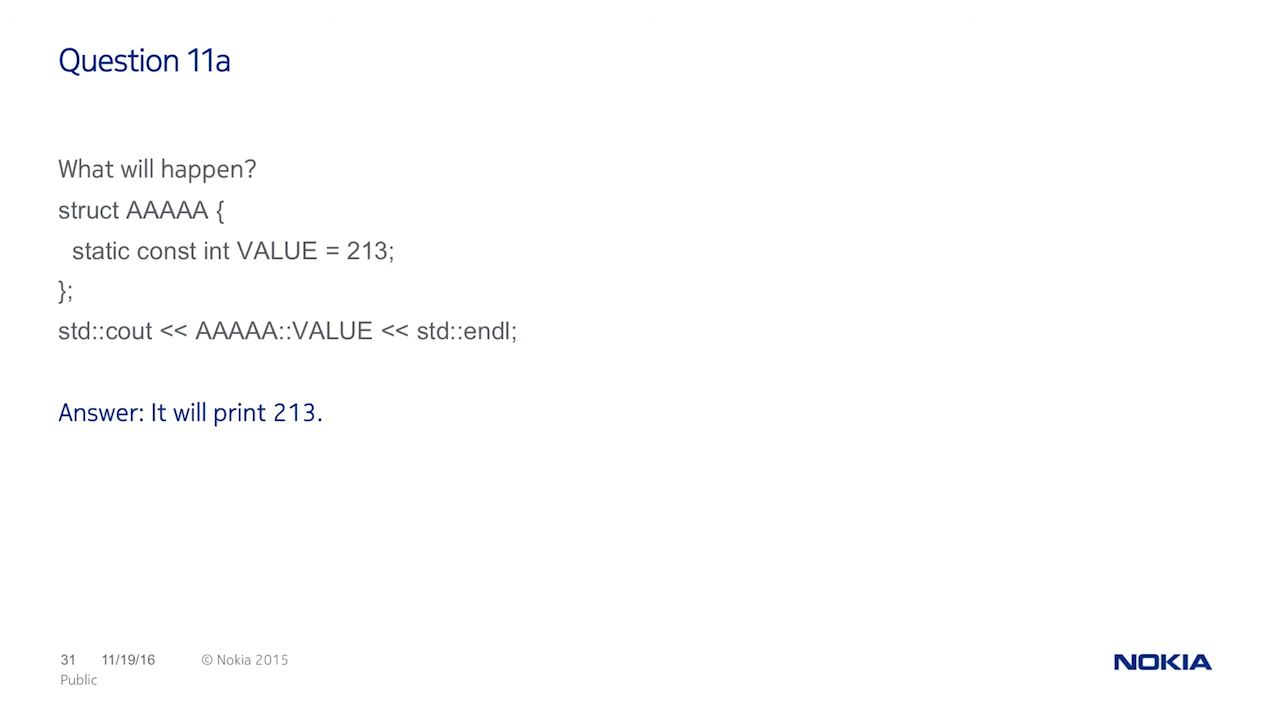 Question 11a
What will happen?
struct AAAAA {
  static const int VALUE = 213;
};
std::cout << AAAAA::VALUE << std::endl;
Answer: It will print 213.
31 11/19/16 © Nokia 2015
Public
NOKIA